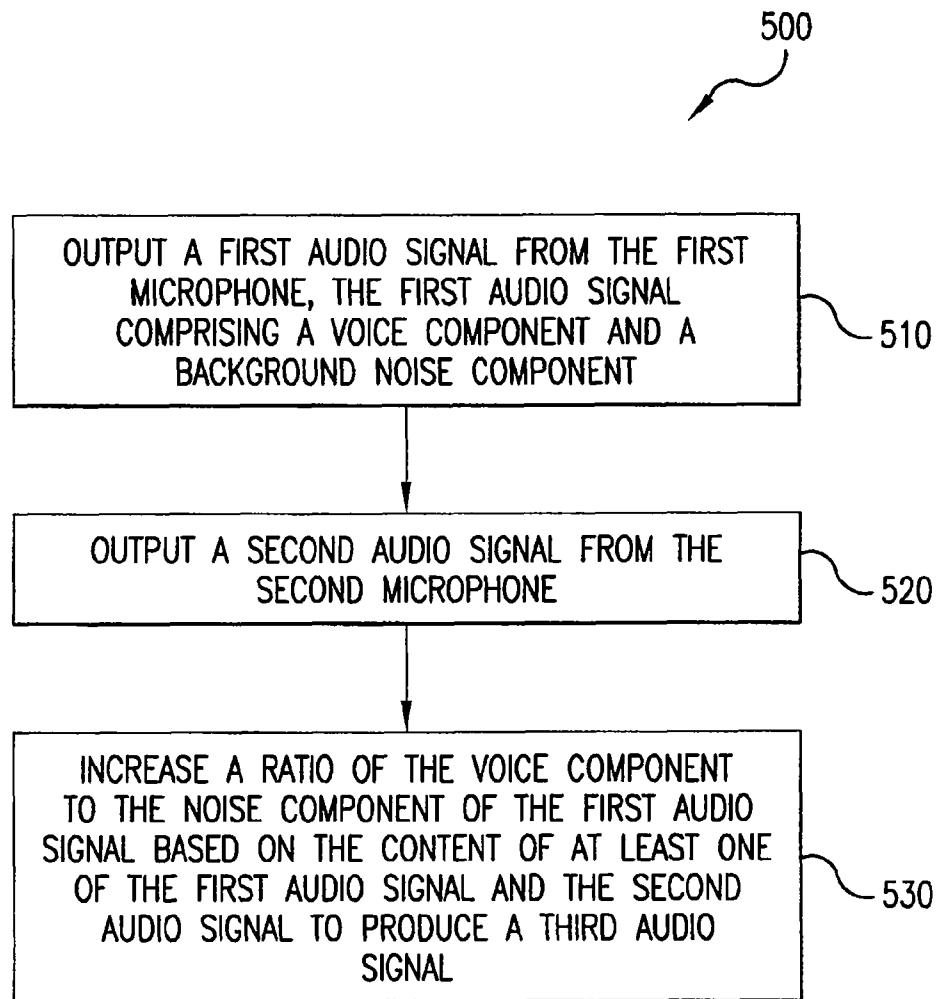 500
OUTPUT A FIRST AUDIO SIGNAL FROM THE FIRST
MICROPHONE, THE FIRST AUDIO SIGNAL
COMPRISING A VOICE COMPONENT AND A
BACKGROUND NOISE COMPONENT
510
OUTPUT A SECOND AUDIO SIGNAL FROM THE
SECOND MICROPHONE
520
INCREASE A RATIO OF THE VOICE COMPONENT
TO THE NOISE COMPONENT OF THE FIRST AUDIO
SIGNAL BASED ON THE CONTENT OF AT LEAST ONE
OF THE FIRST AUDIO SIGNAL AND THE SECOND
AUDIO SIGNAL TO PRODUCE A THIRD AUDIO
SIGNAL
530